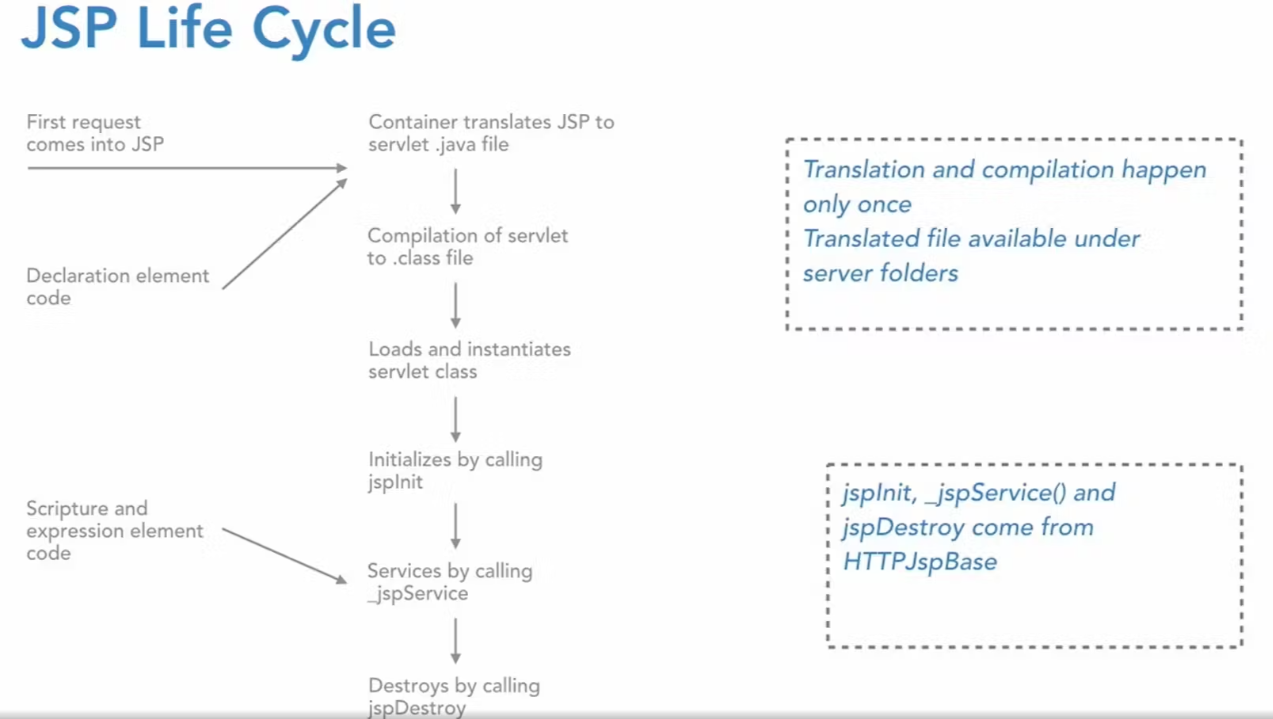 JSP Life Cycle
First request
comes into JSP
Container translates JSP to
servlet .java file
Translation and compilation happen
only once
Translated file available under
server folders
Compilation of servlet
to .class file
Declaration element
code
Loads and instantiates
servlet class
Initializes by calling
jspInit
jspInit, _jspService() and
jspDestroy come from
HTTPJspBase
Scripture and
expression element
code
Services by calling
_jspService
Destroys by calling
jspDestroy